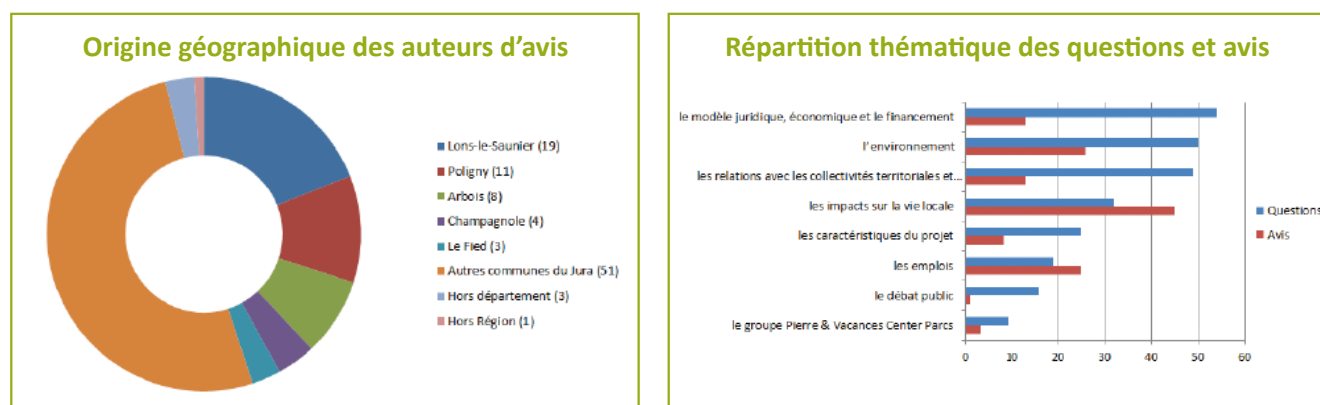 Origine géographique des auteurs d'avis
Lons-le-Saunier (19)
Poligny (11)
Arbois (8)
Champagnole (4)
Le Fied (3)
Autres communes du Jura (51)
Hors département (3)
Hors Région (1)
Répartition thématique des questions et avis
le modèle juridique, économique et le financement
l'environnement
les relations avec les collectivités territoriales et...
les impacts sur la vie locale
les caractéristiques du projet
les emplois
le débat public
le groupe Pierre & Vacances Center Parcs
0 10 20 30 40 50 60
Questions
Avis